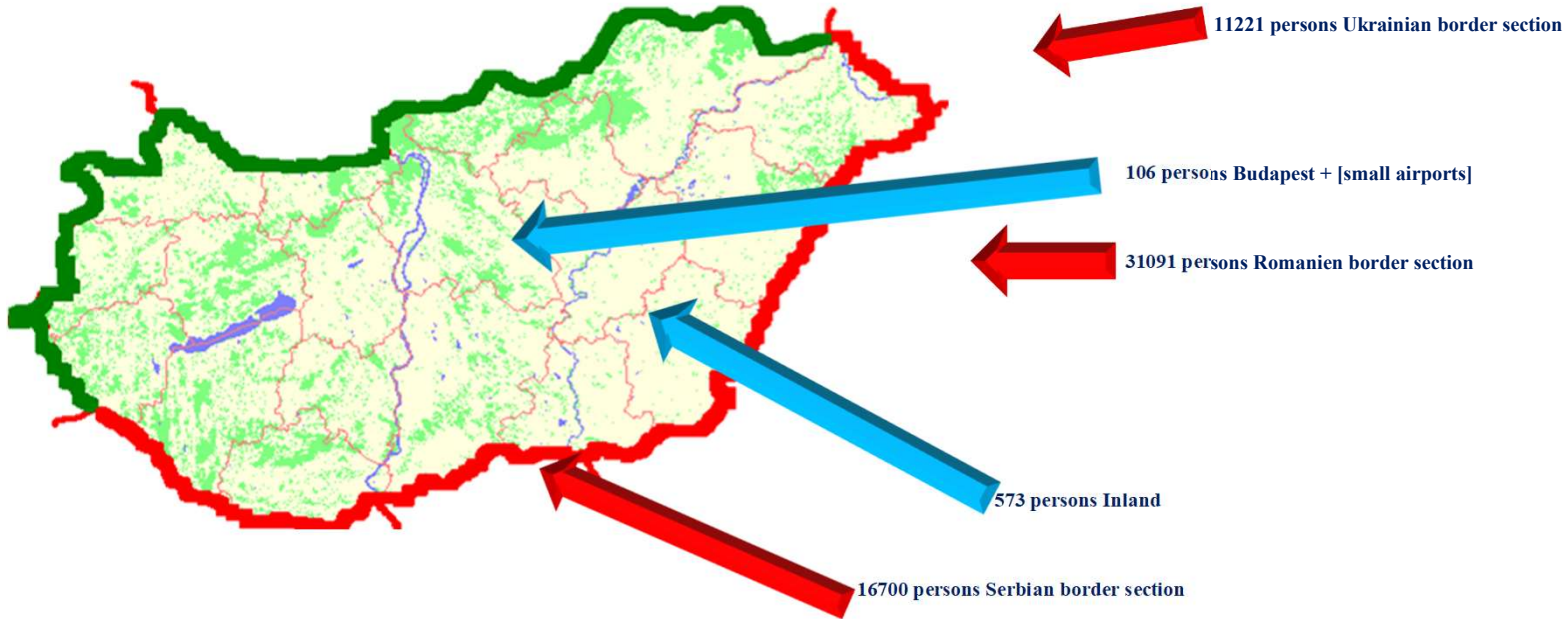 11221 persons Ukrainian border section
106 persons Budapest + [small airports]
31091 persons Romanien border section
573 persons Inland
16700 persons Serbian border section